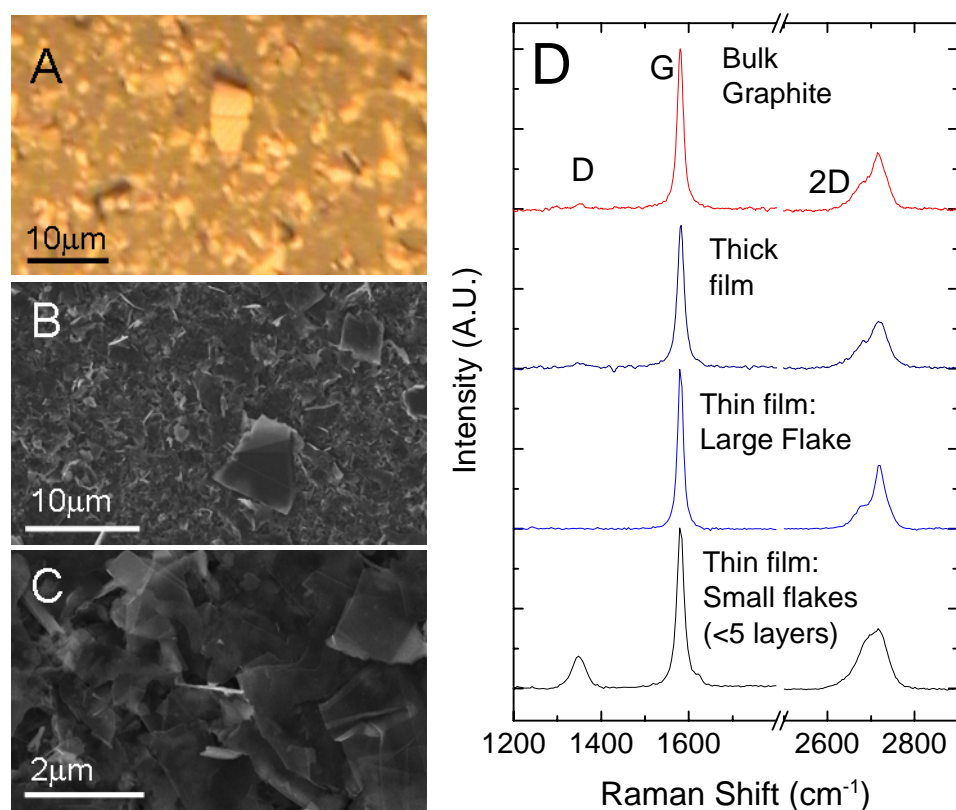 A
10μm
B
10μm
C
2μm
D
G
Bulk
Graphite
D
2D
Thick
film
Thin film:
Large Flake
Thin film:
Small flakes
(<5 layers)
Intensity (A.U.)
1200 1400 1600 2600 2800
Raman Shift (cm⁻¹)